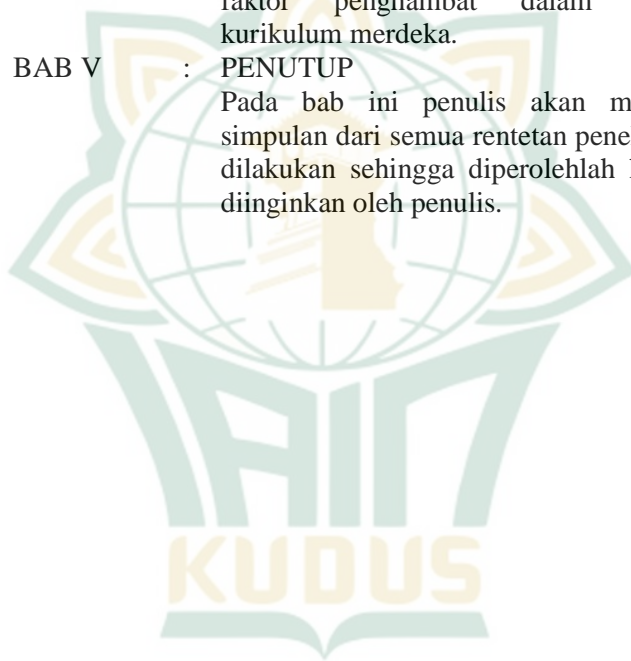 faktor penghambat dalam
kurikulum merdeka.
BAB V : PENUTUP
Pada bab ini penulis akan
simpulan dari semua rentetan
dilakukan sehingga diperolehlah
diinginkan oleh penulis.
IAIN
KUDUS